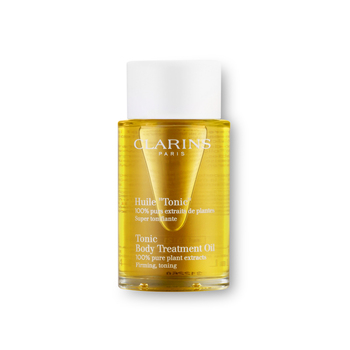 CLARINS
PARIS
Huile "Tonic"
100% pure extraits de plantes
Super tonifiante
Tonic
Body Treatment Oil
100% pure plant extracts
Firming, toning